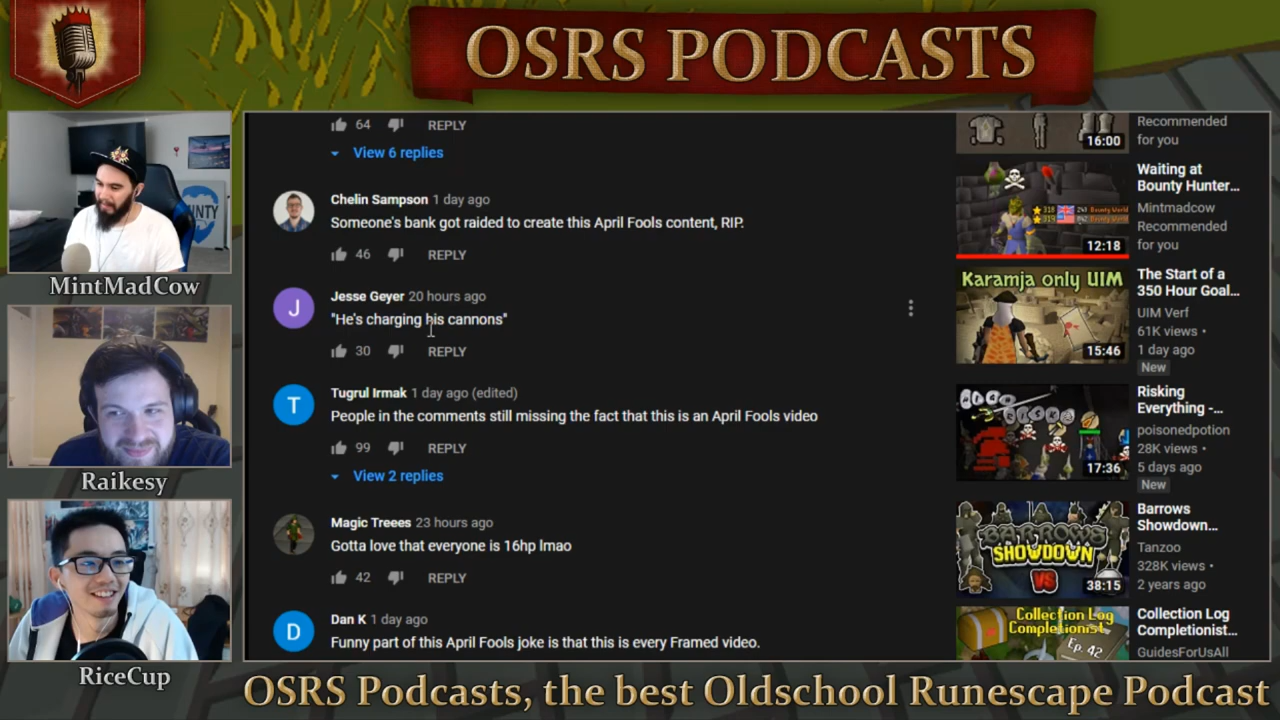 OSRS PODCASTS
64 REPLY
View 6 replies
Chelin Sampson 1 day ago
Someone's bank got raided to create this April Fools content, RIP.
46 REPLY
J
Jesse Geyer 20 hours ago
"He's charging his cannons"
30 REPLY
T
Tugrul Irmak 1 day ago (edited)
People in the comments still missing the fact that this is an April Fools video
99 REPLY
View 2 replies
Magic Treees 23 hours ago
Gotta love that everyone is 16hp lmao
42 REPLY
D
Dan K 1 day ago
Funny part of this April Fools joke is that this is every Framed video.
16:00
Recommended
for you
12:18
Waiting at
Bounty Hunter...
Mintmadcow
Recommended
for you
Karamja only UIM
15:46
The Start of a
350 Hour Goal...
UIM Verf
61K views •
1 day ago
New
17:36
Risking
Everything -...
poisonedpotion
28K views •
5 days ago
New
BARROWS
SHOWDOWN
VS
38:15
Barrows
Showdown...
Tanzoo
328K views •
2 years ago
Collection Log
Completionist
Ep. 42
Collection Log
Completionist...
GuidesForUsAll
MintMadCow
Raikesy
RiceCup
OSRS Podcasts, the best Oldschool Runescape Podcast